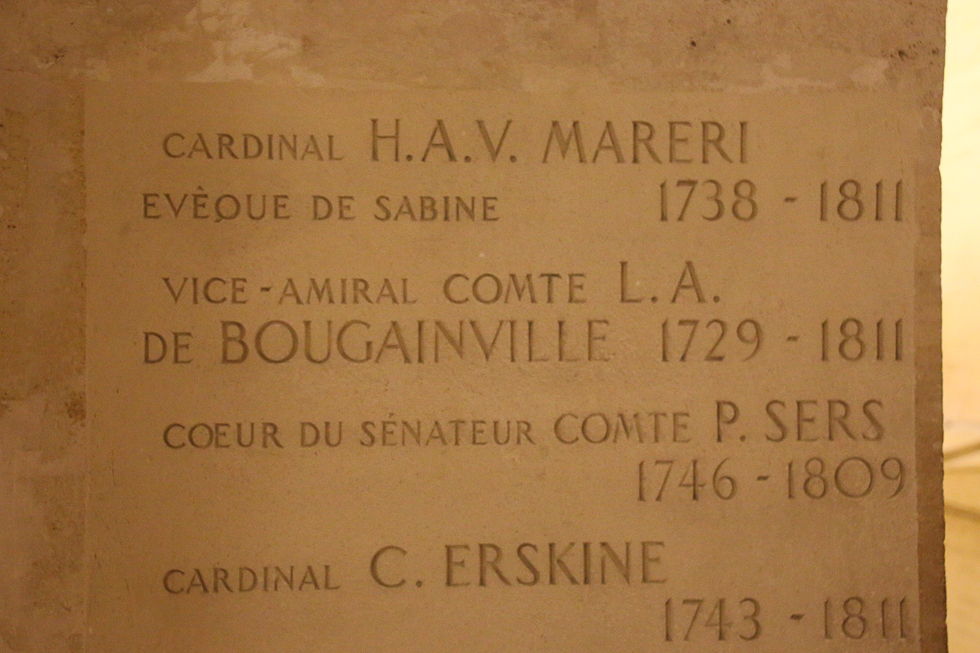 CARDINAL H.A.V. MARERI
EVÊQUE DE SABINE 1738 - 1811
VICE-AMIRAL COMTE L.A.
DE BOUGAINVILLE 1729 - 1811
COEUR DU SÉNATEUR COMTE P. SERS
1746 - 1809
CARDINAL C. ERSKINE
1743 - 1811